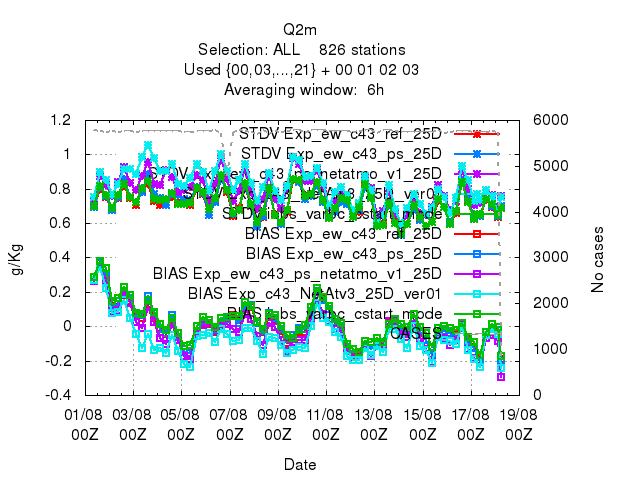 Q2m
Selection: ALL 826 stations
Used {00,03,...,21} + 00 01 02 03
Averaging window: 6h
1.2
1
0.8
0.6
0.4
0.2
0
-0.2
-0.4
g/Kg
6000
5000
4000
3000
2000
1000
0
No cases
STDV Exp_ew_c43_ref_25D
STDV Exp_ew_c43_ps_25D
STDV Exp_ew_c43_ps_netatmo_v1_25D
BIAS Exp_ew_c43_ref_25D
BIAS Exp_ew_c43_ps_25D
BIAS Exp_ew_c43_ps_netatmo_v1_25D
BIAS Exp_c43_NetAtv3_25D_ver01
CASES
01/08 03/08 05/08 07/08 09/08 11/08 13/08 15/08 17/08 19/08
00Z 00Z 00Z 00Z 00Z 00Z 00Z 00Z 00Z 00Z
Date